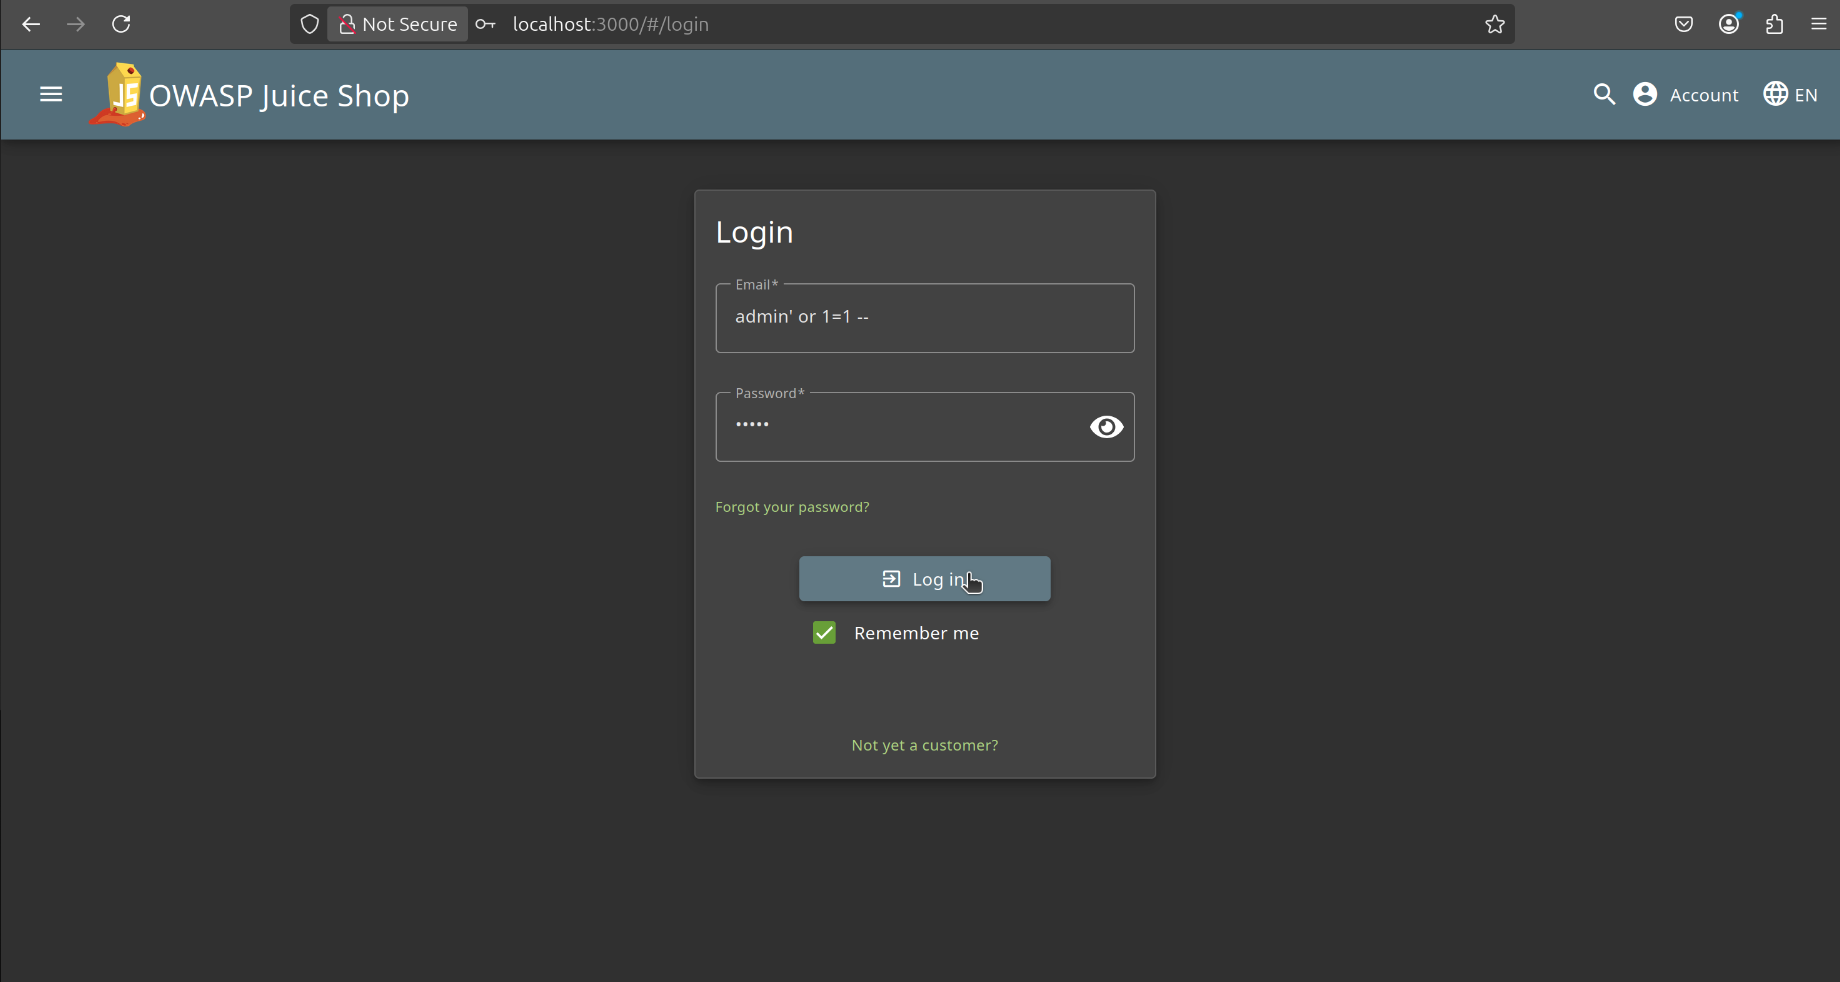 Not Secure localhost:3000/#/login
JS OWASP Juice Shop Account EN
Login
Email*
admin' or 1=1 --
Password*
•••••
Forgot your password?
Log in
Remember me
Not yet a customer?